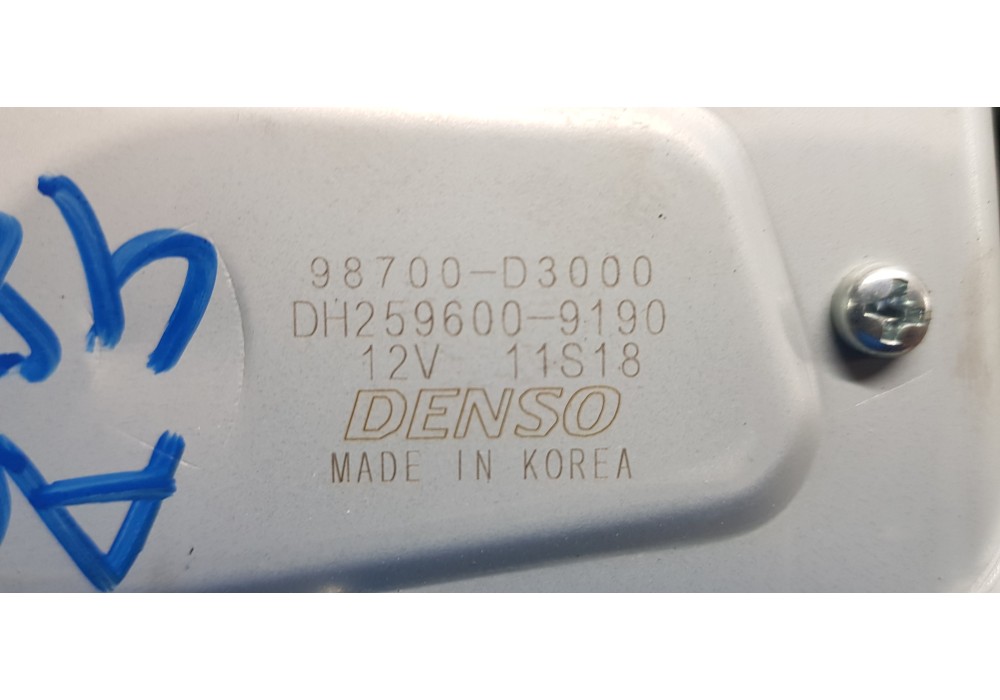 98700-D3000
DH259600-9190
12V 11S18
DENSO
MADE IN KOREA